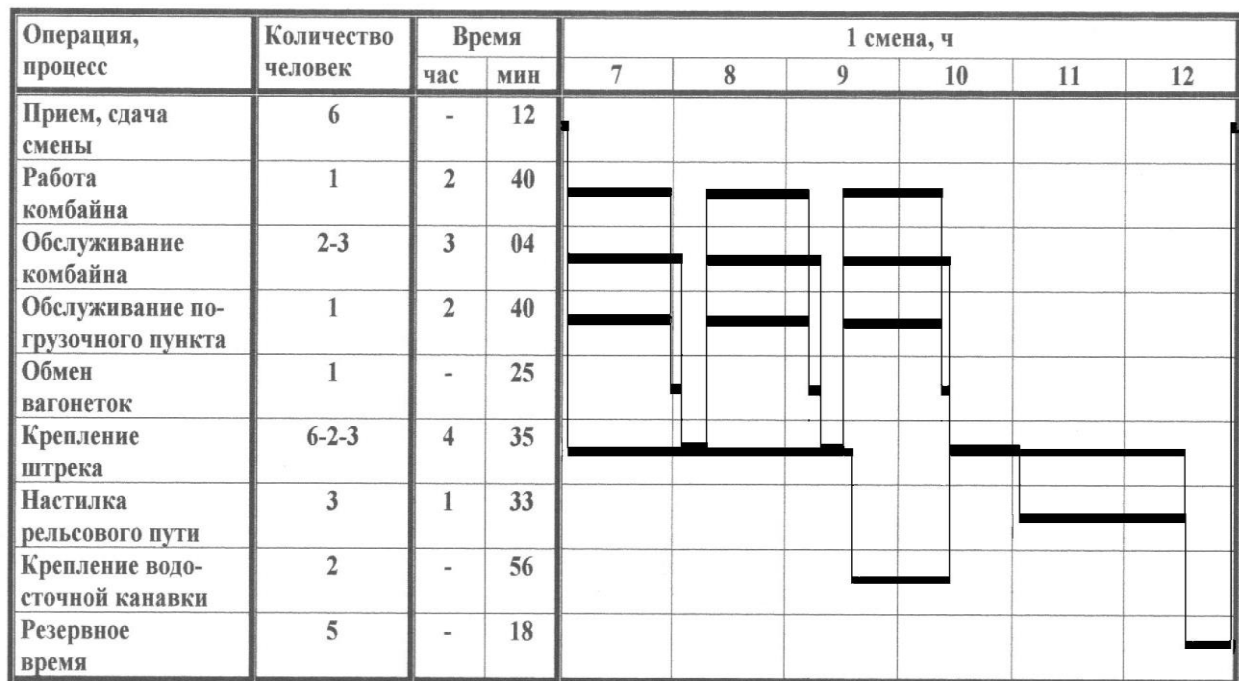 Операция, Количество Время 1 смена, ч
процесс человек час мин 7 8 9 10 11 12
Прием, сдача 6 - 12
смены
Работа 1 2 40
комбайна
Обслуживание 2-3 3 04
комбайна
Обслуживание по- 1 2 40
грузочного пункта
Обмен 1 - 25
вагонеток
Крепление 6-2-3 4 35
штрека
Настилка 3 1 33
рельсового пути
Крепление водо- 2 - 56
сточной канавки
Резервное 5 - 18
время